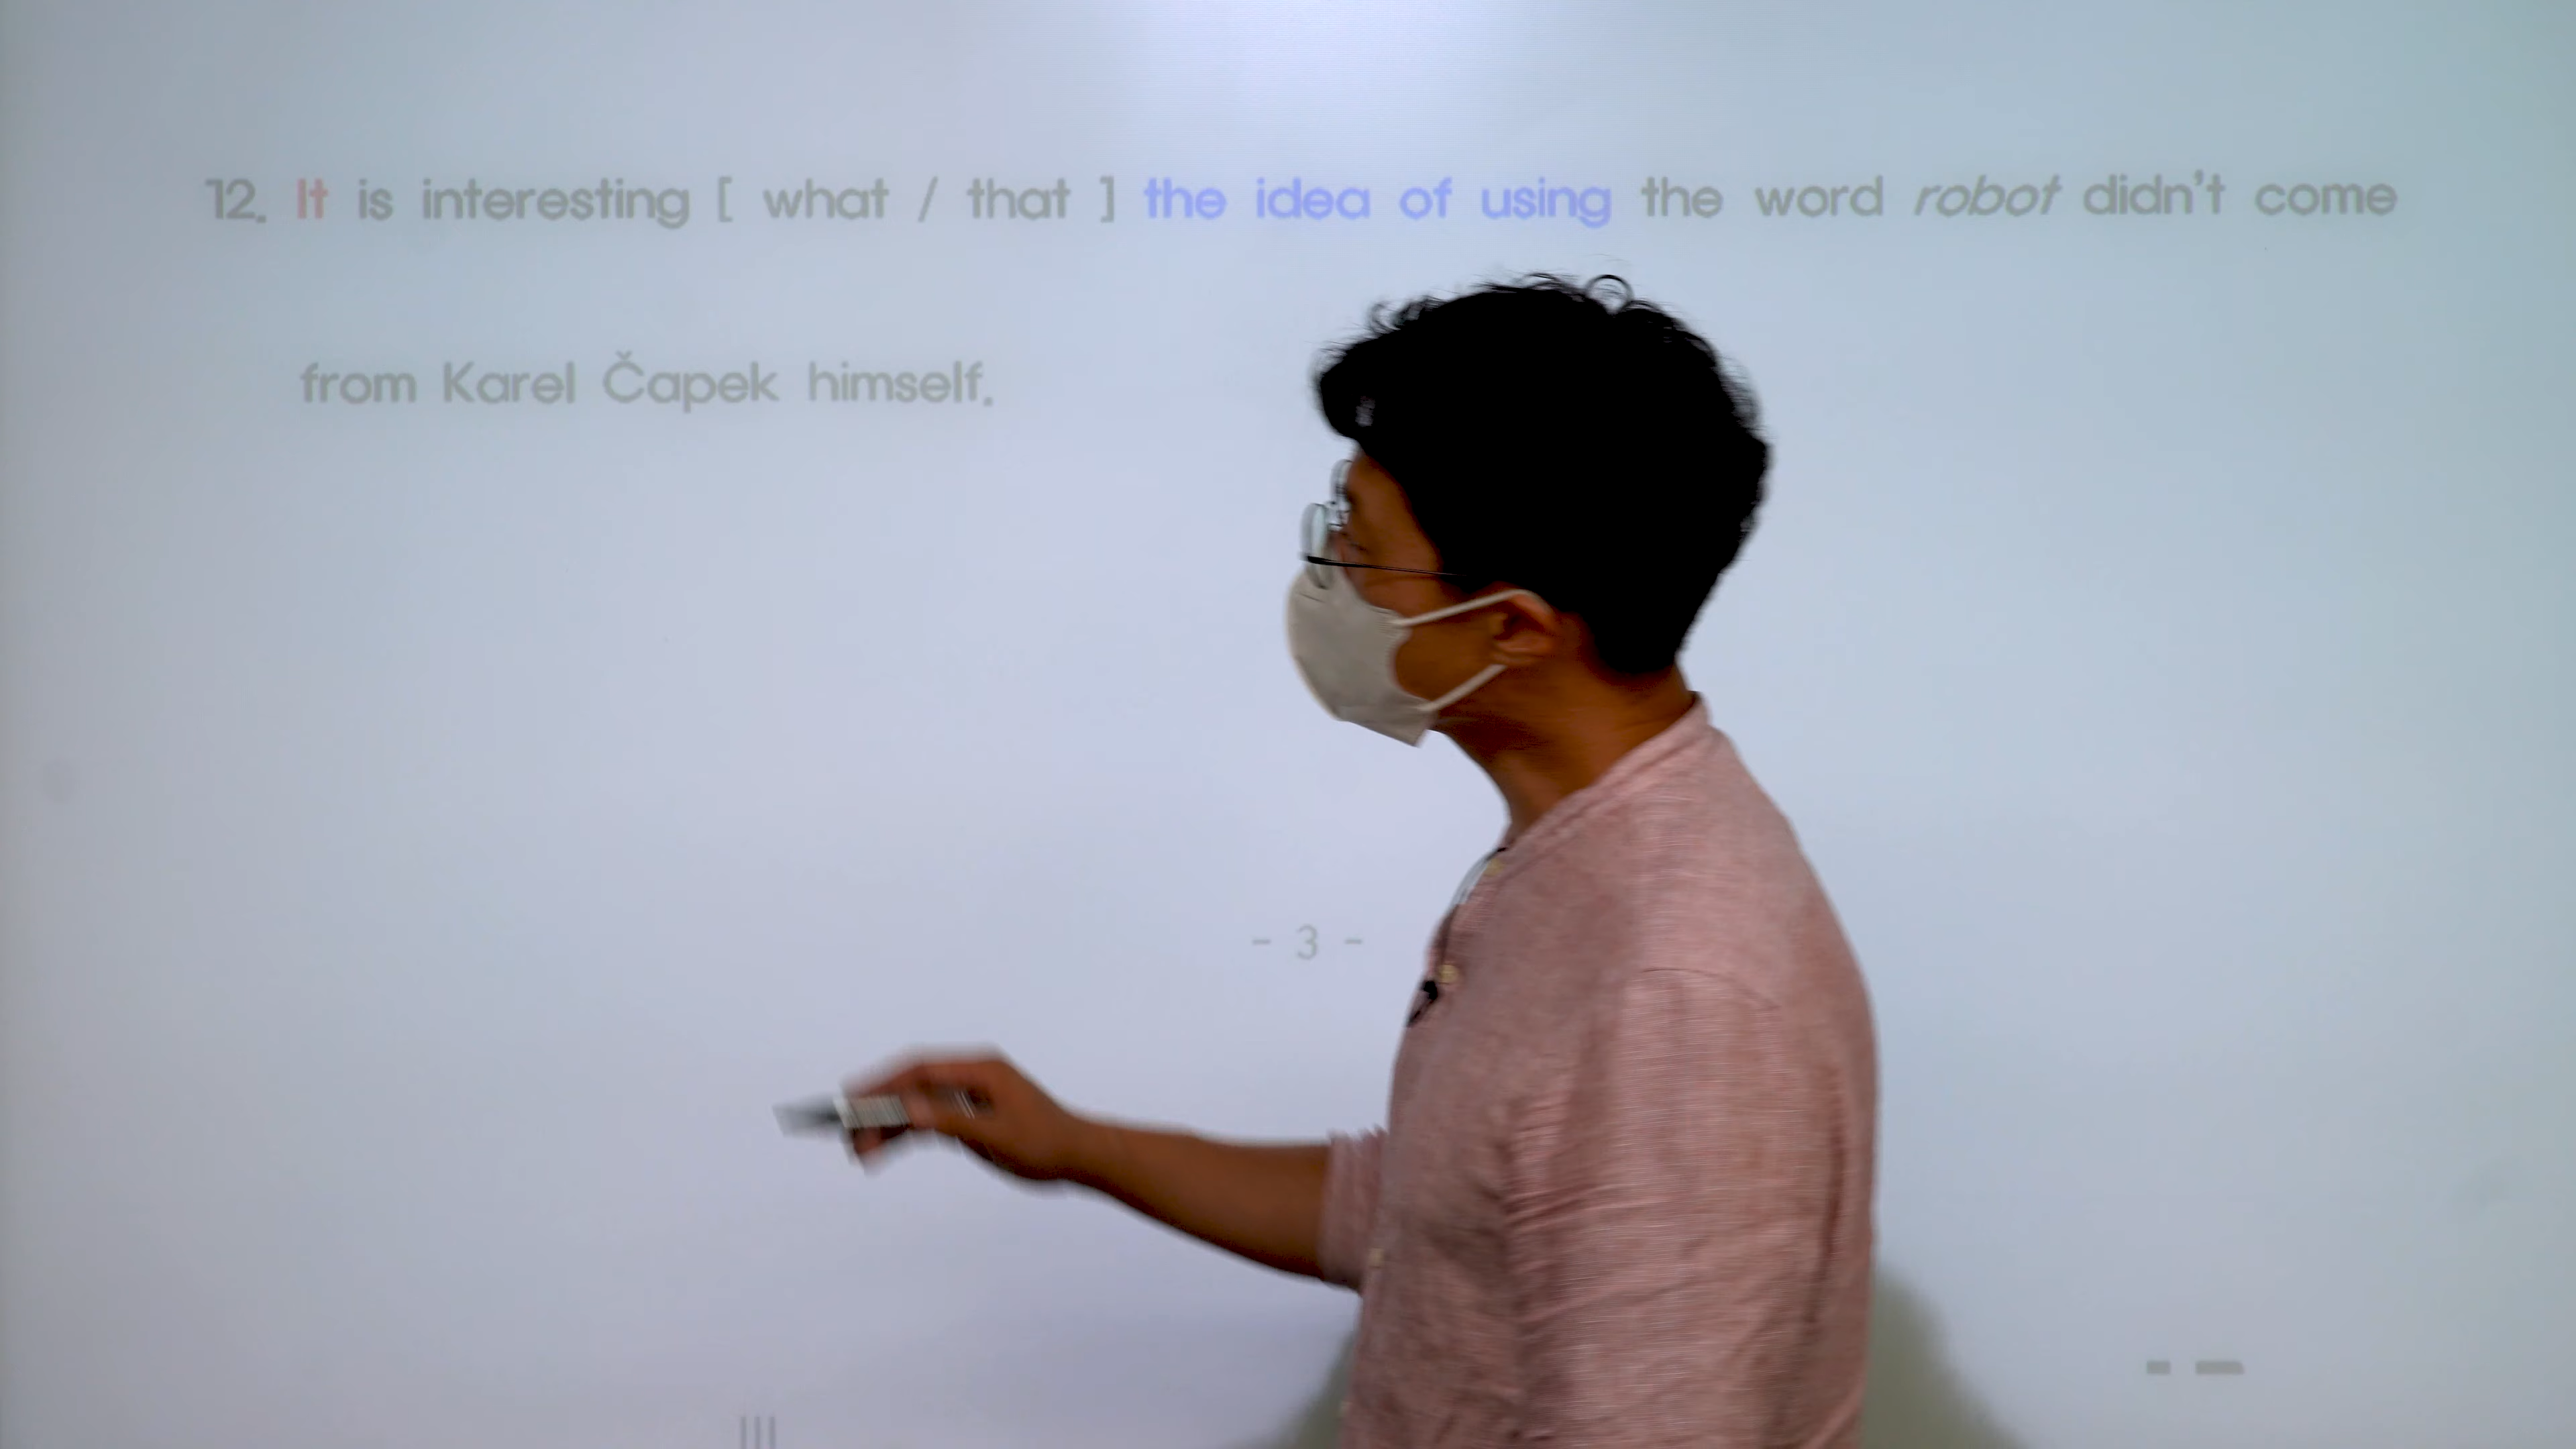 12. It is interesting [ what / that ] the idea of using the word robot didn't come
from Karel Čapek himself.
- 3 -